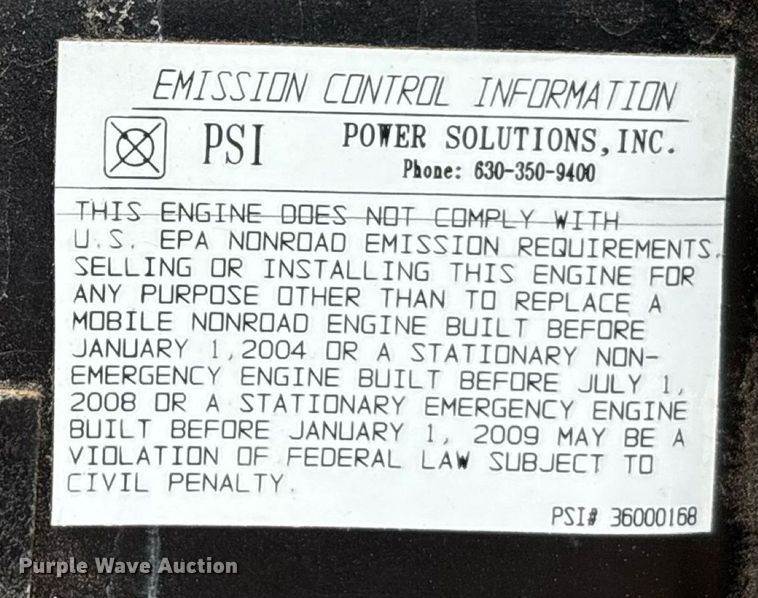 EMISSION CONTROL INFORMATION
PSI POWER SOLUTIONS, INC.
Phone: 630-350-9400
THIS ENGINE DOES NOT COMPLY WITH
U.S. EPA NONROAD EMISSION REQUIREMENTS.
SELLING OR INSTALLING THIS ENGINE FOR
ANY PURPOSE OTHER THAN TO REPLACE A
MOBILE NONROAD ENGINE BUILT BEFORE
JANUARY 1, 2004 OR A STATIONARY NON-
EMERGENCY ENGINE BUILT BEFORE JULY 1,
2008 OR A STATIONARY EMERGENCY ENGINE
BUILT BEFORE JANUARY 1, 2009 MAY BE A
VIOLATION OF FEDERAL LAW SUBJECT TO
CIVIL PENALTY.
PSI# 36000168
Purple Wave Auction